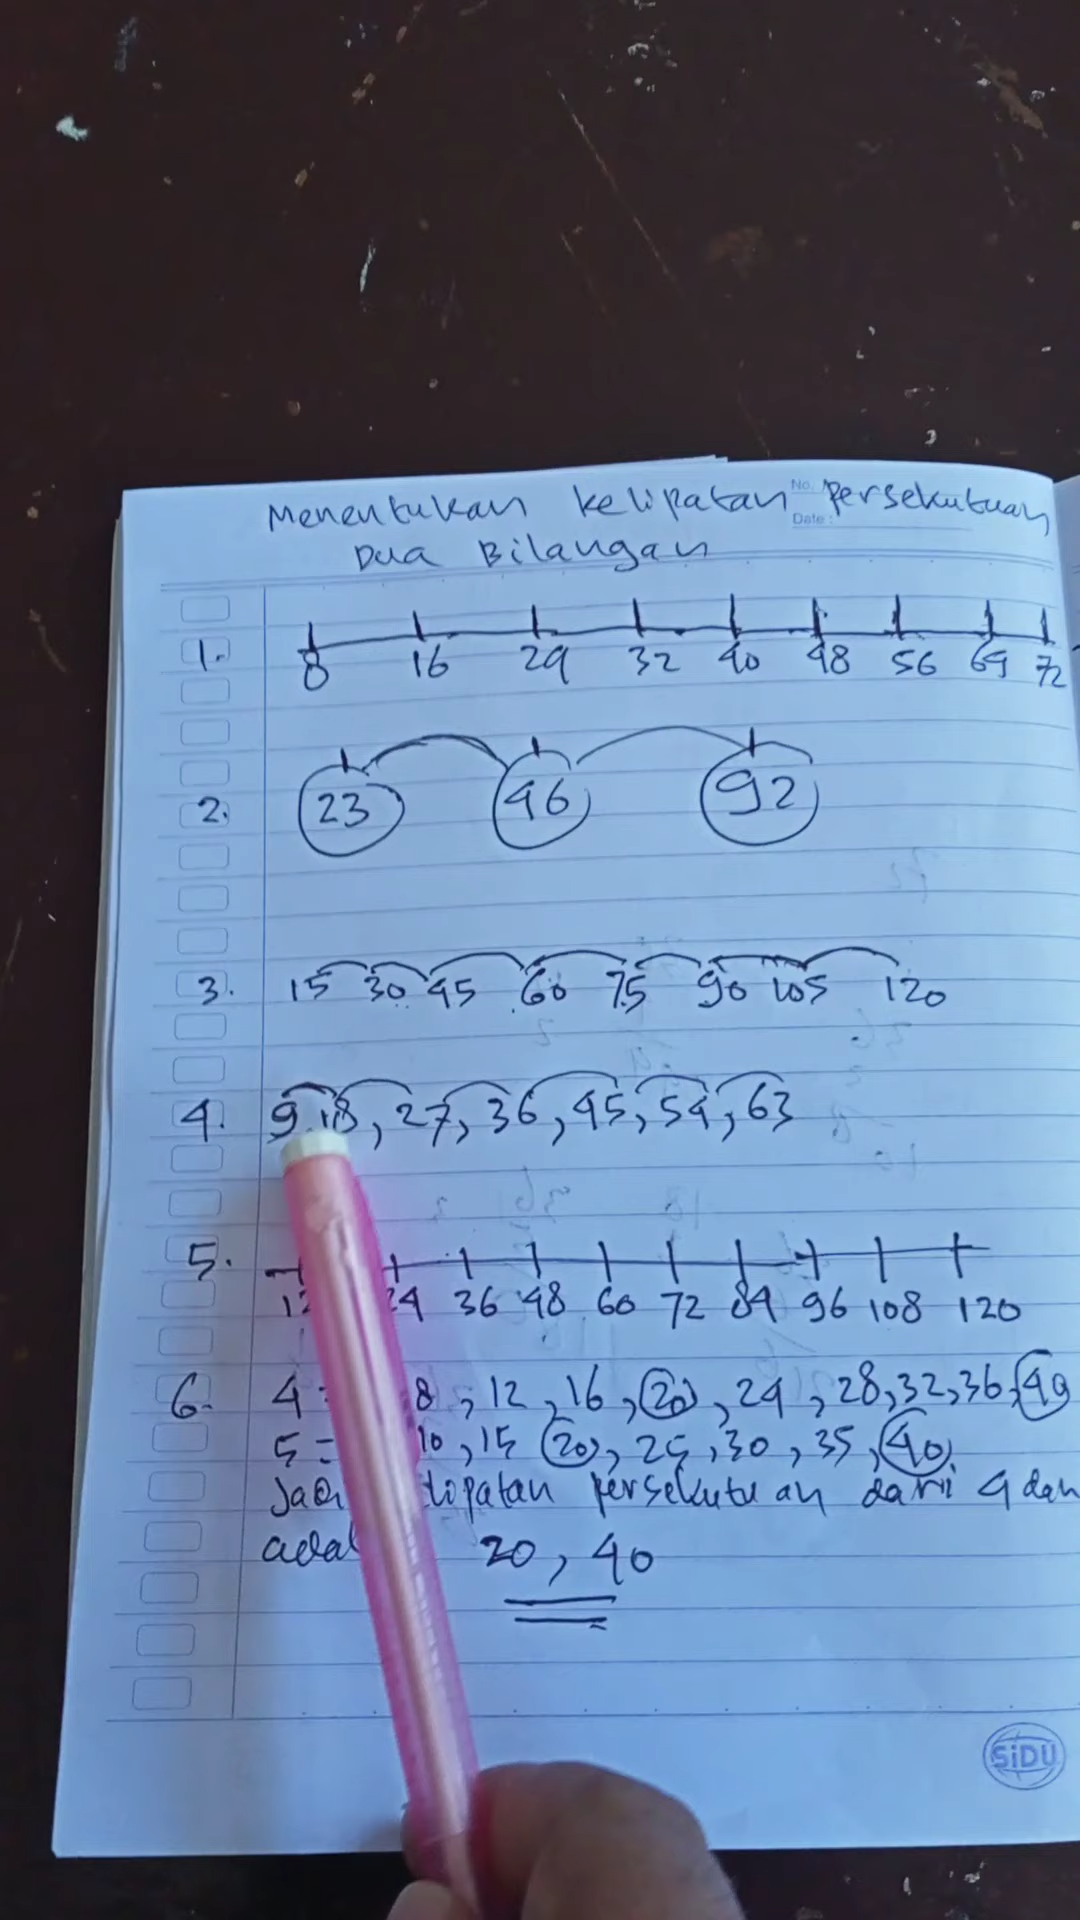 Menentukan Kelipatan Persekutuan
No.
Date :
Dua Bilangan
1. 8 16 24 32 40 48 56 64 72
2. 23 46 92
3. 15 30 45 60 75 90 105 120
4. 9, 18, 27, 36, 45, 54, 63
5. 24 36 48 60 72 84 96 108 120
6. 4 = 8, 12, 16, 20, 24, 28, 32, 36, 40
5 = 10, 15 20, 25, 30, 35, 40
persekutuan dari 4 dan
20, 40
SiDU